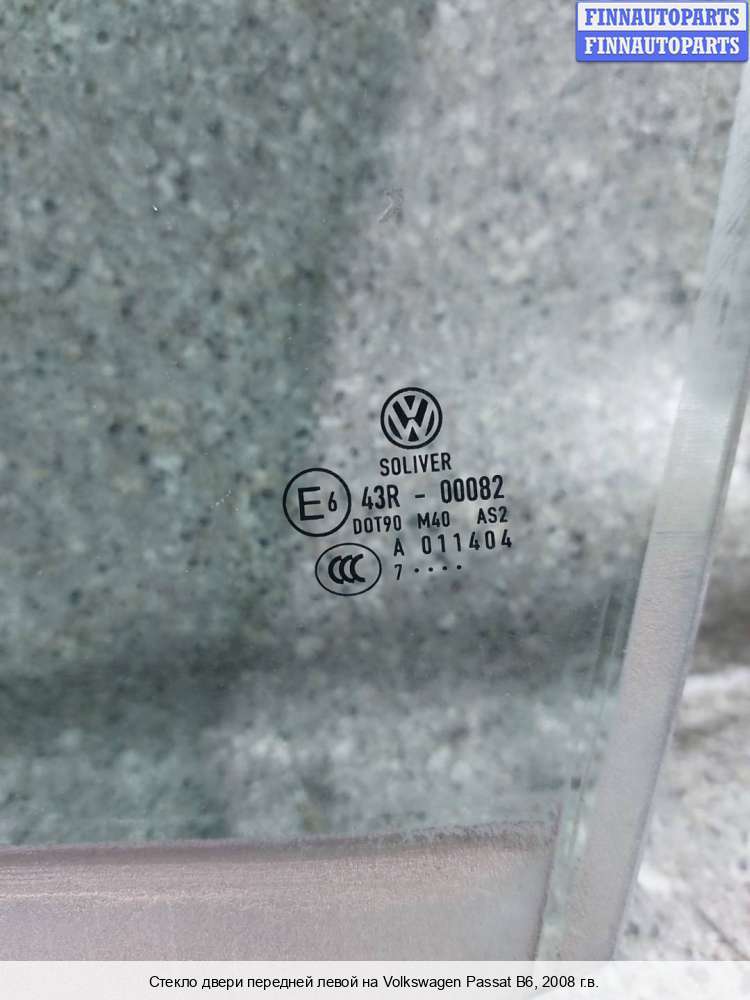 FINNAUTOPARTS
FINNAUTOPARTS
SOLIVER
E6 43R - 00082
DOT90 M40 AS2
A 011404
CCC
7 ····
Стекло двери передней левой на Volkswagen Passat B6, 2008 г.в.